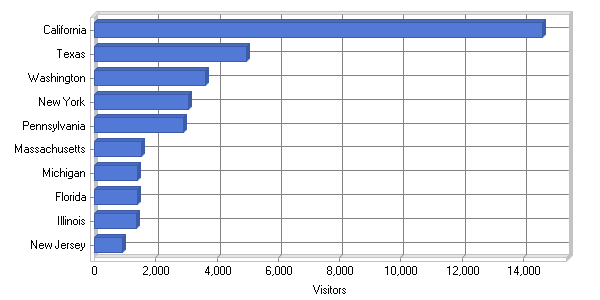 California
Texas
Washington
New York
Pennsylvania
Massachusetts
Michigan
Florida
Illinois
New Jersey
0 2,000 4,000 6,000 8,000 10,000 12,000 14,000
Visitors